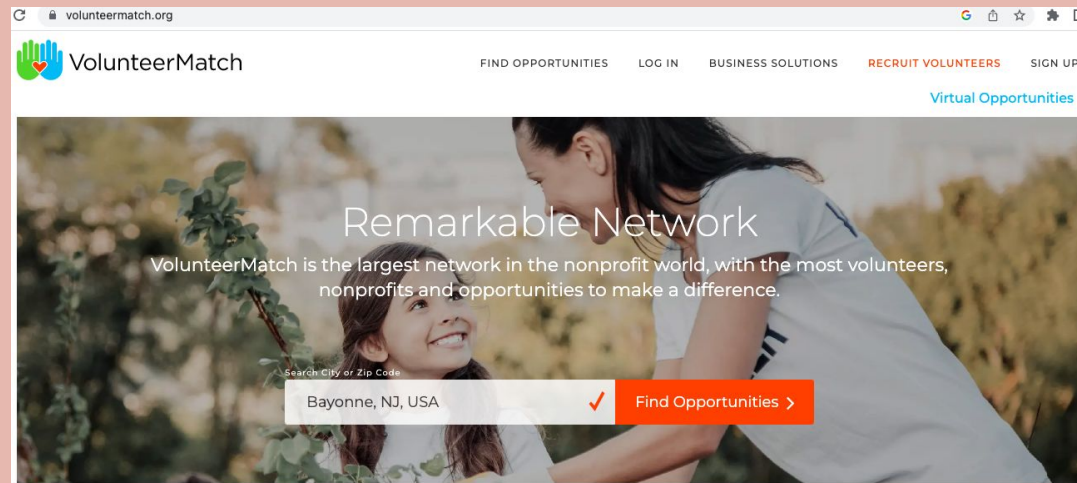 volunteermatch.org
VolunteerMatch
FIND OPPORTUNITIES LOG IN BUSINESS SOLUTIONS RECRUIT VOLUNTEERS SIGN UP
Virtual Opportunities
Remarkable Network
VolunteerMatch is the largest network in the nonprofit world, with the most volunteers,
nonprofits and opportunities to make a difference.
Search City or Zip Code
Bayonne, NJ, USA
Find Opportunities >